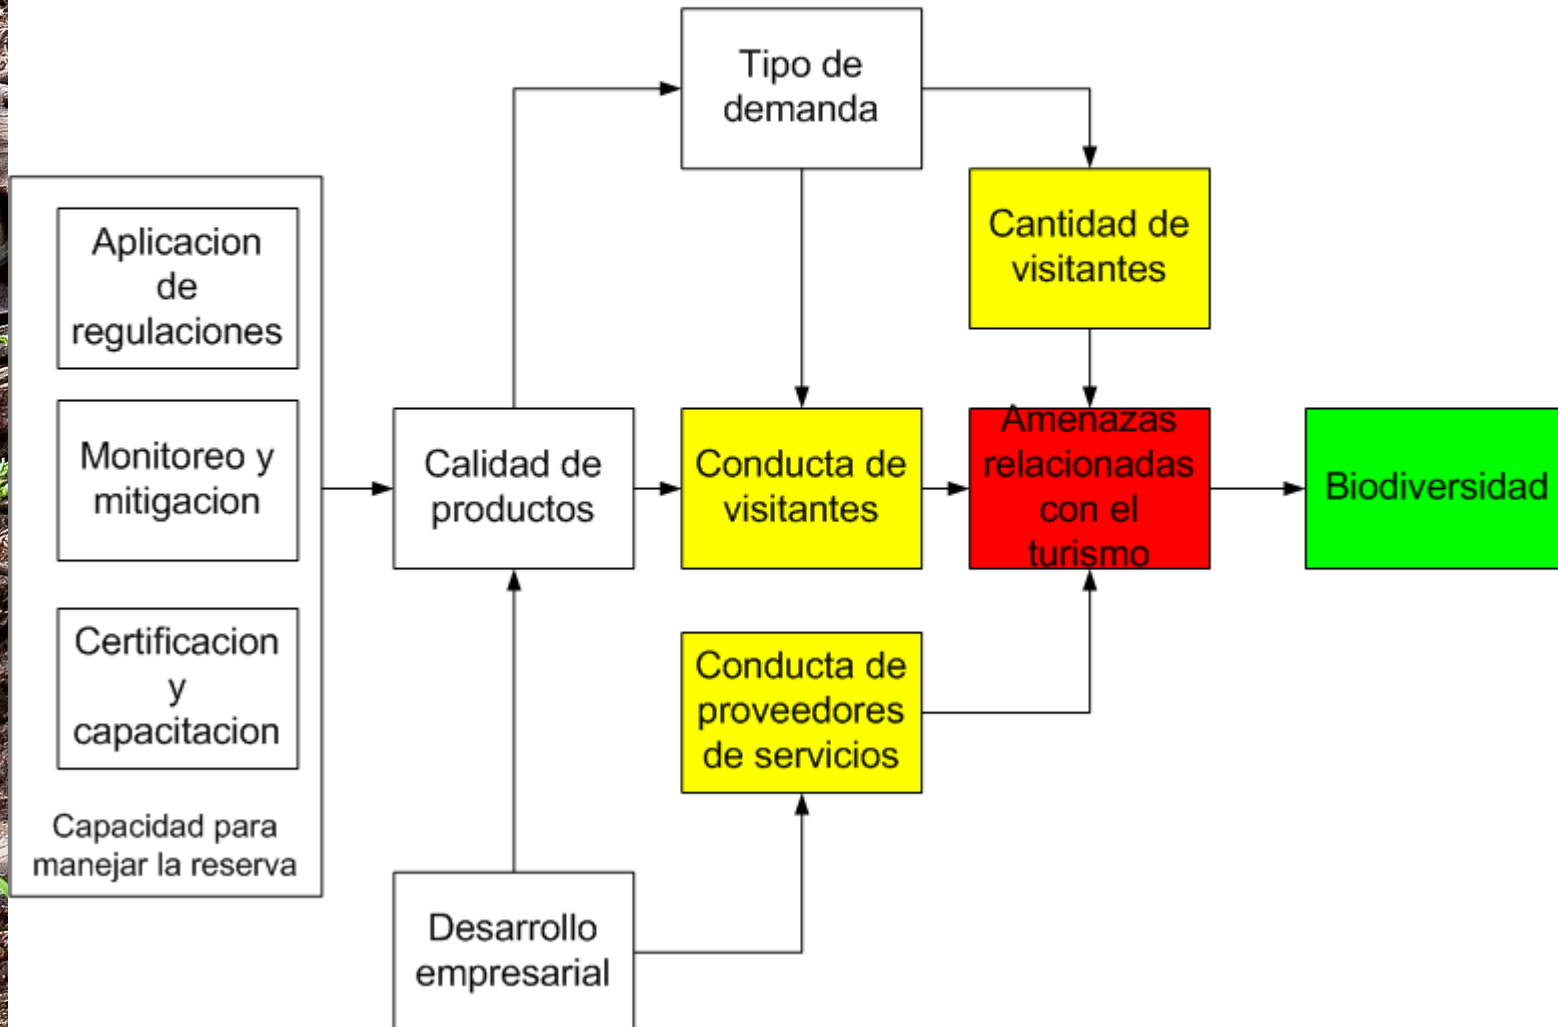 Tipo de
demanda
Cantidad de
visitantes
Aplicacion
de
regulaciones
Monitoreo y
mitigacion
Certificacion
y
capacitacion
Capacidad para
manejar la reserva
Calidad de
productos
Conducta de
visitantes
Amenazas
relacionadas
con el
turismo
Biodiversidad
Conducta de
proveedores
de servicios
Desarrollo
empresarial